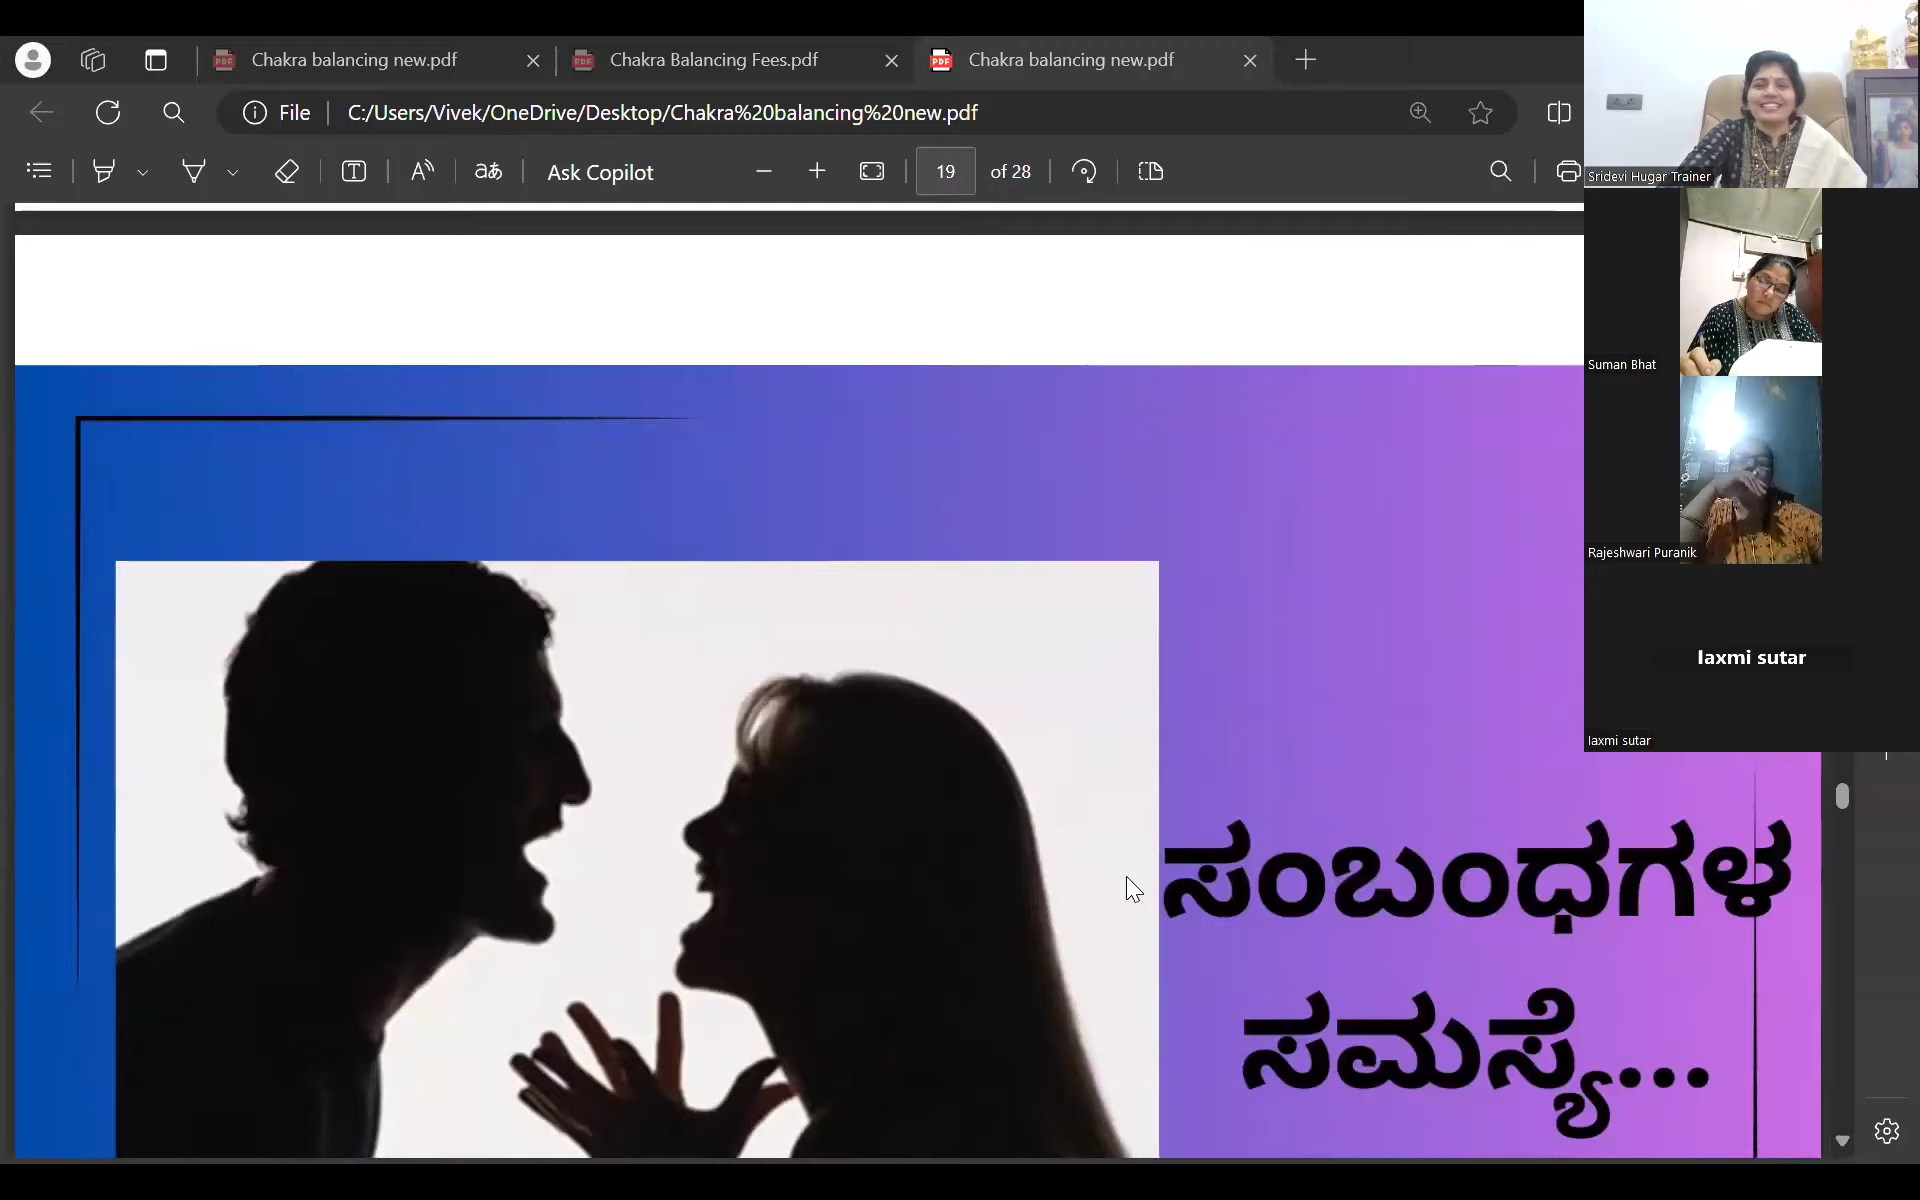 Chakra balancing new.pdf
Chakra Balancing Fees.pdf
Chakra balancing new.pdf
File
C:/Users/Vivek/OneDrive/Desktop/Chakra%20balancing%20new.pdf
Ask Copilot
19 of 28
Sridevi Hugar Trainer
Suman Bhat
Rajeshwari Puranik
laxmi sutar
laxmi sutar
ಸಂಬಂಧಗಳ
ಸಮಸ್ಯೆ...